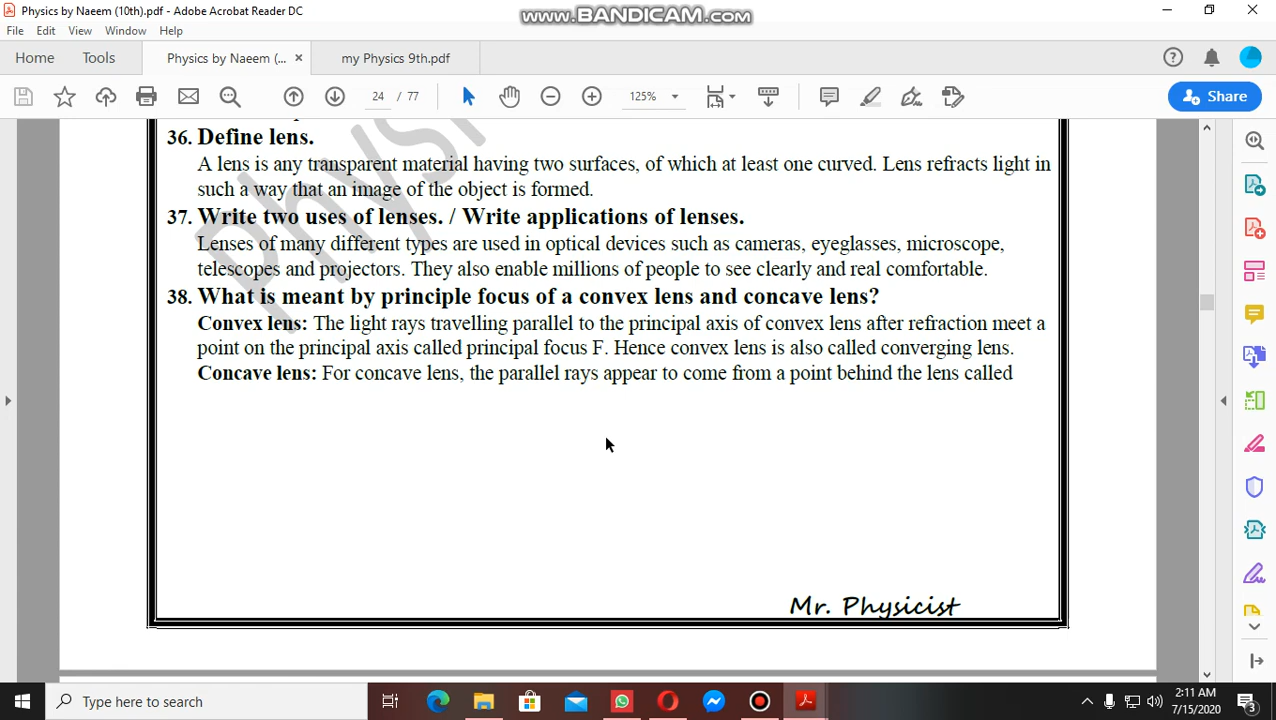 Physics by Naeem (10th).pdf - Adobe Acrobat Reader DC
www.BANDICAM.com
File Edit View Window Help
Home Tools Physics by Naeem (... × my Physics 9th.pdf
24 / 77 125% Share
36. Define lens.
A lens is any transparent material having two surfaces, of which at least one curved. Lens refracts light in
such a way that an image of the object is formed.
37. Write two uses of lenses. / Write applications of lenses.
Lenses of many different types are used in optical devices such as cameras, eyeglasses, microscope,
telescopes and projectors. They also enable millions of people to see clearly and real comfortable.
38. What is meant by principle focus of a convex lens and concave lens?
Convex lens: The light rays travelling parallel to the principal axis of convex lens after refraction meet a
point on the principal axis called principal focus F. Hence convex lens is also called converging lens.
Concave lens: For concave lens, the parallel rays appear to come from a point behind the lens called
Physi
Mr. Physicist
Type here to search
2:11 AM
7/15/2020
3